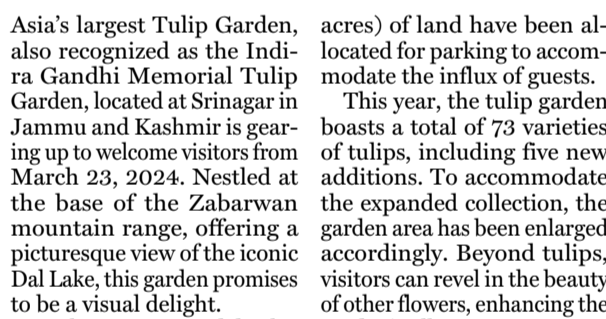 Asia’s largest Tulip Garden,
also recognized as the Indi-
ra Gandhi Memorial Tulip
Garden, located at Srinagar in
Jammu and Kashmir is gear-
ing up to welcome visitors from
March 23, 2024. Nestled at
the base of the Zabarwan
mountain range, offering a
picturesque view of the iconic
Dal Lake, this garden promises
to be a visual delight.
acres) of land have been al-
located for parking to accom-
modate the influx of guests.
This year, the tulip garden
boasts a total of 73 varieties
of tulips, including five new
additions. To accommodate
the expanded collection, the
garden area has been enlarged
accordingly. Beyond tulips,
visitors can revel in the beauty
of other flowers, enhancing the